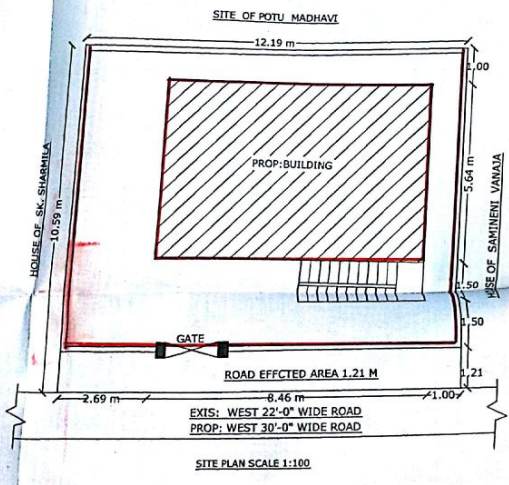 SITE OF POTU MADHAVI
12.19 m
1.00
PROP:BUILDING
5.64 m
HOUSE OF SK. SHARMILA
10.59 m
USE OF SAMINENI VANAJA
1.50
1.50
GATE
ROAD EFFCTED AREA 1.21 M
1.21
2.69 m
8.46 m
1.00
EXIS: WEST 22'-0" WIDE ROAD
PROP: WEST 30'-0" WIDE ROAD
SITE PLAN SCALE 1:100